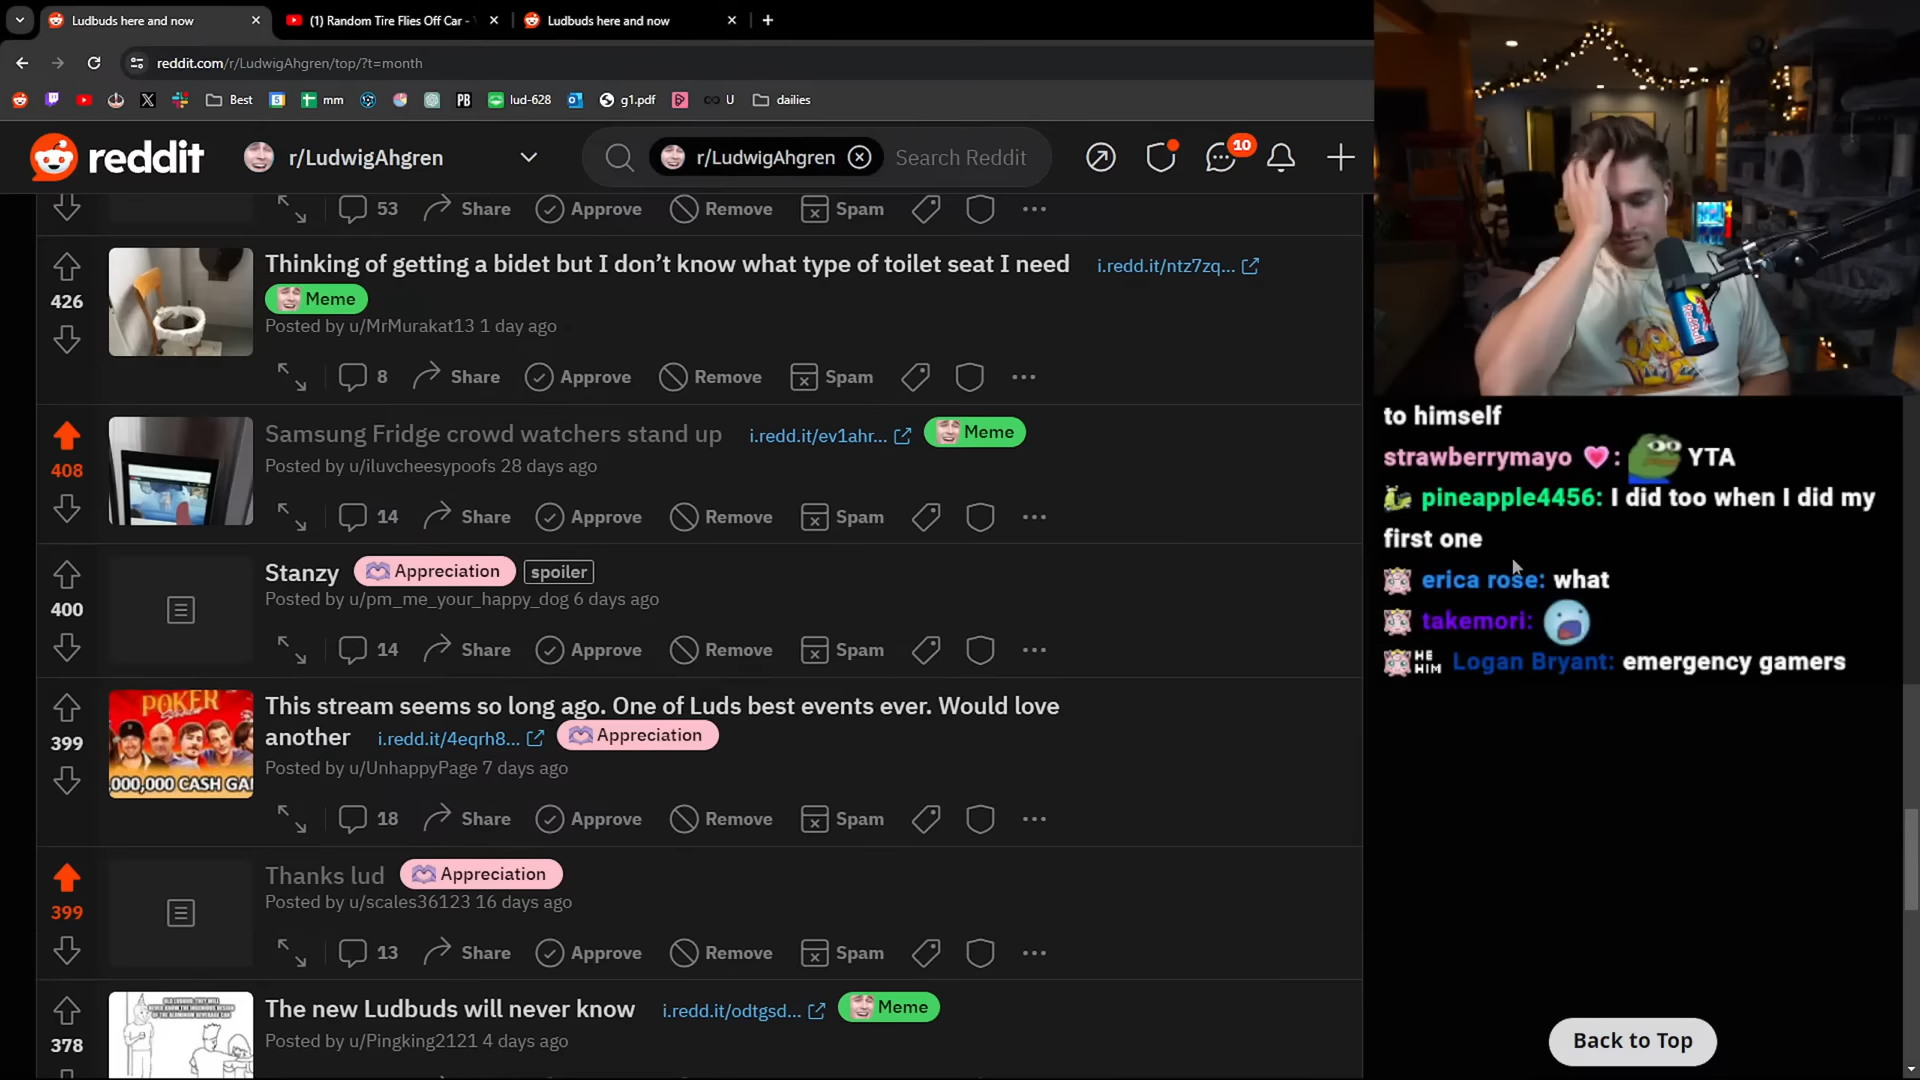 Ludbuds here and now
(1) Random Tire Flies Off Car -
Ludbuds here and now
reddit.com/r/LudwigAhgren/top/?t=month
Best
mm
PB
lud-628
g1.pdf
U
dailies
reddit
r/LudwigAhgren
r/LudwigAhgren
Search Reddit
10
53 Share Approve Remove Spam
Thinking of getting a bidet but I don’t know what type of toilet seat I need i.redd.it/ntz7zq...
426
Meme
Posted by u/MrMurakat13 1 day ago
8 Share Approve Remove Spam
Samsung Fridge crowd watchers stand up i.redd.it/ev1ahr... Meme
408
Posted by u/iluvcheesypoofs 28 days ago
14 Share Approve Remove Spam
Stanzy Appreciation spoiler
400
Posted by u/pm_me_your_happy_dog 6 days ago
14 Share Approve Remove Spam
POKER
,000,000 CASH GA
This stream seems so long ago. One of Luds best events ever. Would love
another i.redd.it/4eqrh8... Appreciation
399
Posted by u/UnhappyPage 7 days ago
18 Share Approve Remove Spam
Thanks lud Appreciation
399
Posted by u/scales36123 16 days ago
13 Share Approve Remove Spam
The new Ludbuds will never know i.redd.it/odtgsd... Meme
378
Posted by u/Pingking2121 4 days ago
to himself
strawberrymayo : YTA
pineapple4456: I did too when I did my
first one
erica rose: what
takemori:
HE
HIM
Logan Bryant: emergency gamers
Back to Top
Red Bull